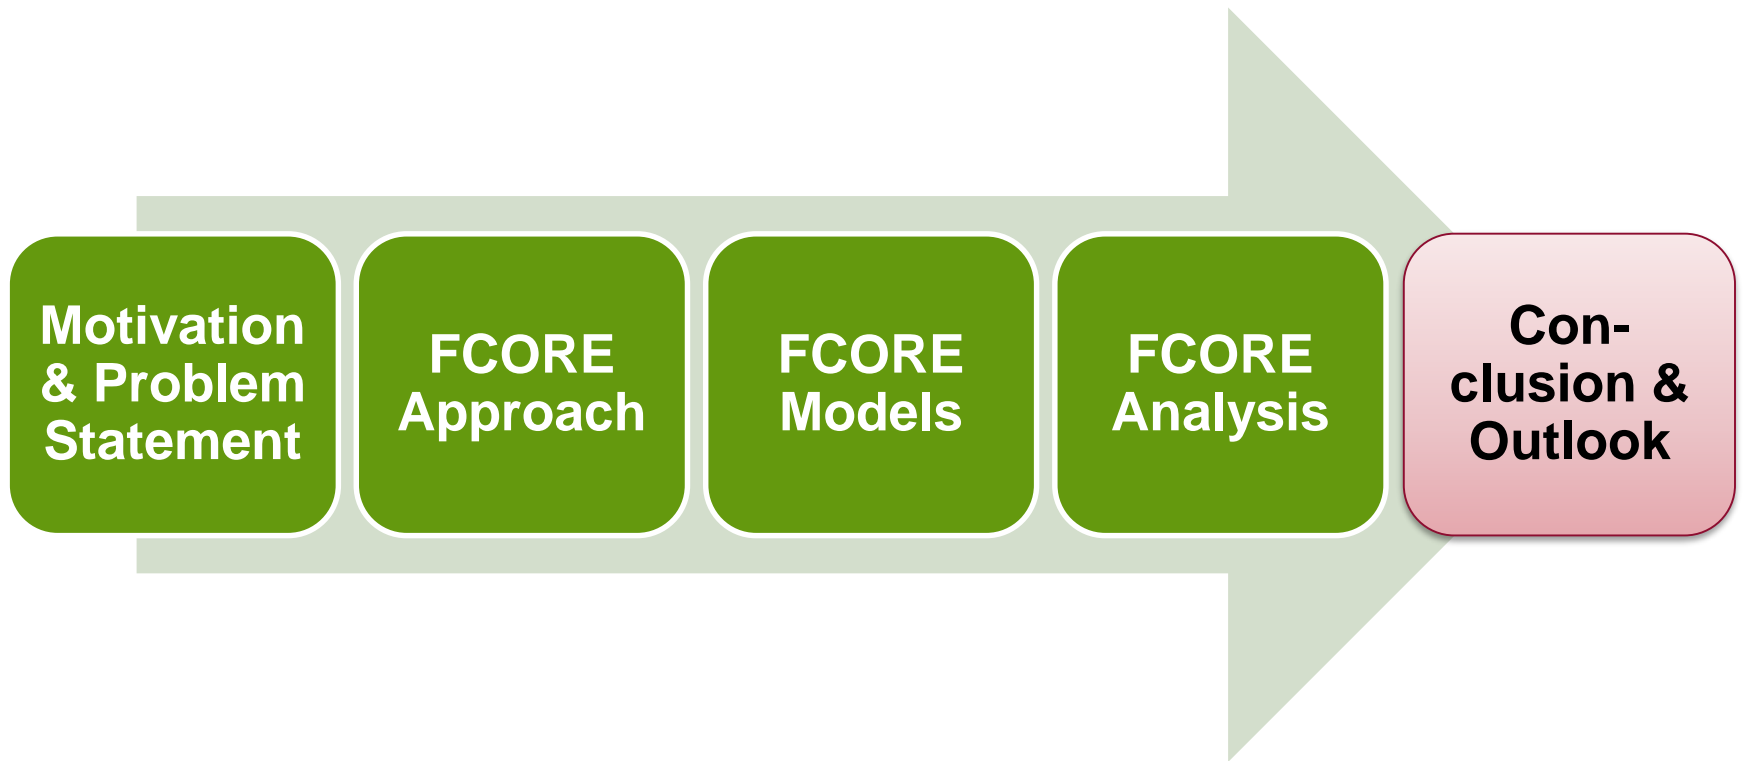 Motivation
& Problem
Statement
FCORE
Approach
FCORE
Models
FCORE
Analysis
Con-
clusion &
Outlook